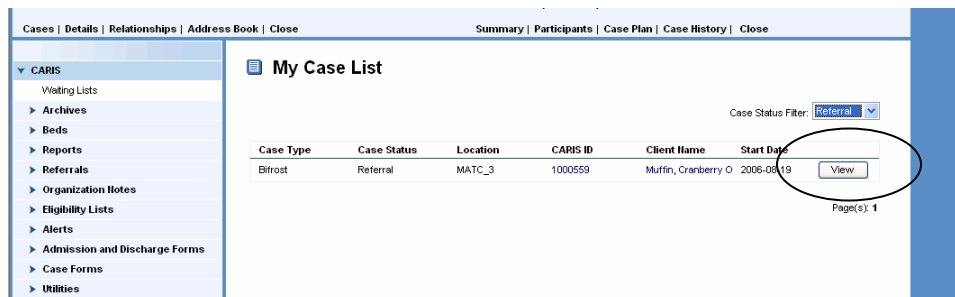 Cases | Details | Relationships | Address Book | Close
Summary | Participants | Case Plan | Case History | Close
CARIS
Waiting Lists
Archives
Beds
Reports
Referrals
Organization Notes
Eligibility Lists
Alerts
Admission and Discharge Forms
Case Forms
Utilities
My Case List
Case Status Filter: Referral
Case Type Case Status Location CARIS ID Client Name Start Date
Bifrost Referral MATC_3 1000559 Muffin, Cranberry O 2006-08-19 View
Page(s): 1